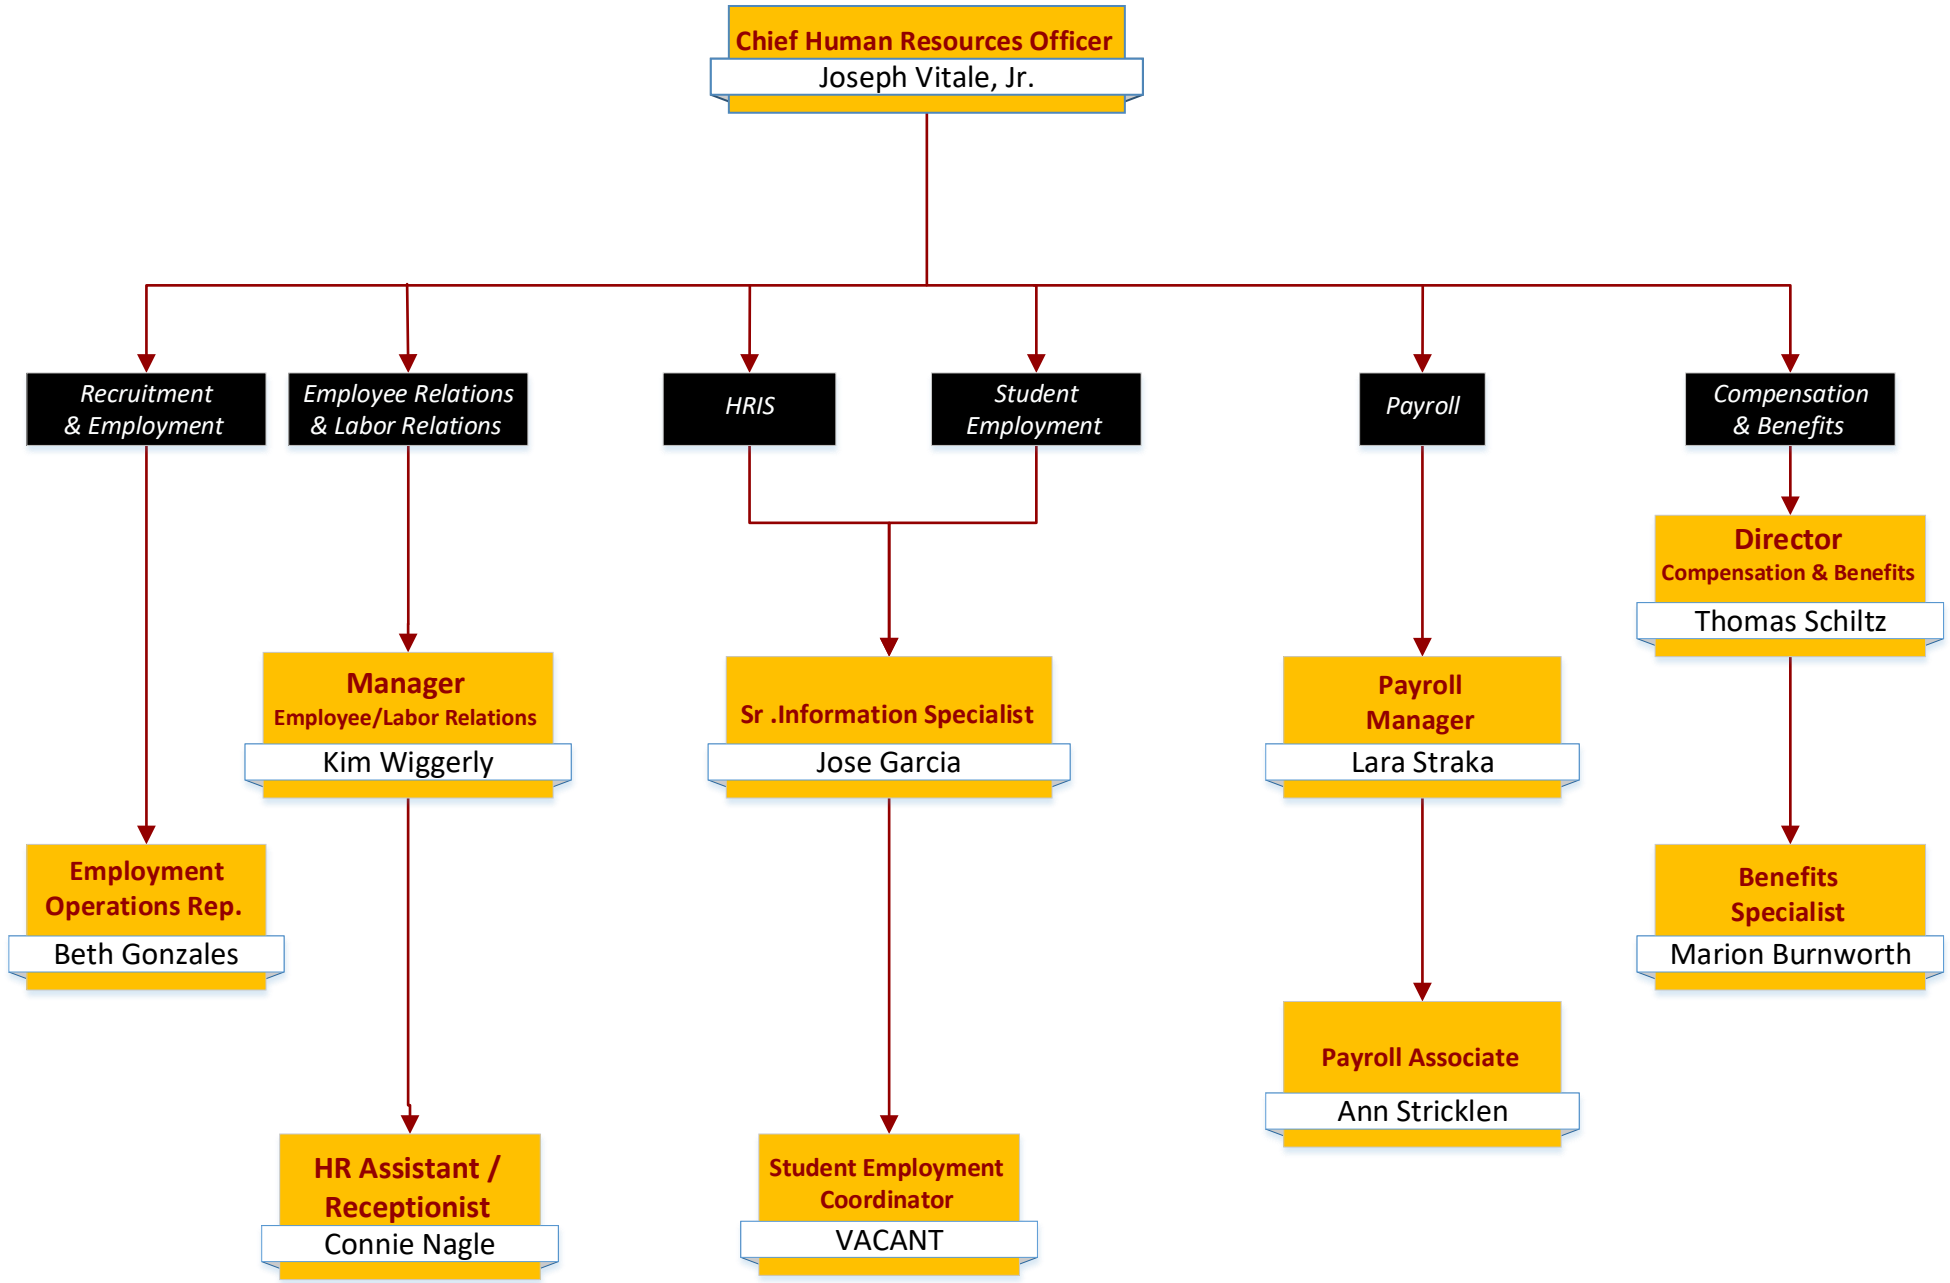 Chief Human Resources Officer
Joseph Vitale, Jr.
Recruitment
& Employment
Employee Relations
& Labor Relations
HRIS
Student
Employment
Payroll
Compensation
& Benefits
Director
Compensation & Benefits
Thomas Schiltz
Manager
Employee/Labor Relations
Kim Wiggerly
Sr .Information Specialist
Jose Garcia
Payroll
Manager
Lara Straka
Employment
Operations Rep.
Beth Gonzales
Benefits
Specialist
Marion Burnworth
Payroll Associate
Ann Stricklen
HR Assistant /
Receptionist
Connie Nagle
Student Employment
Coordinator
VACANT